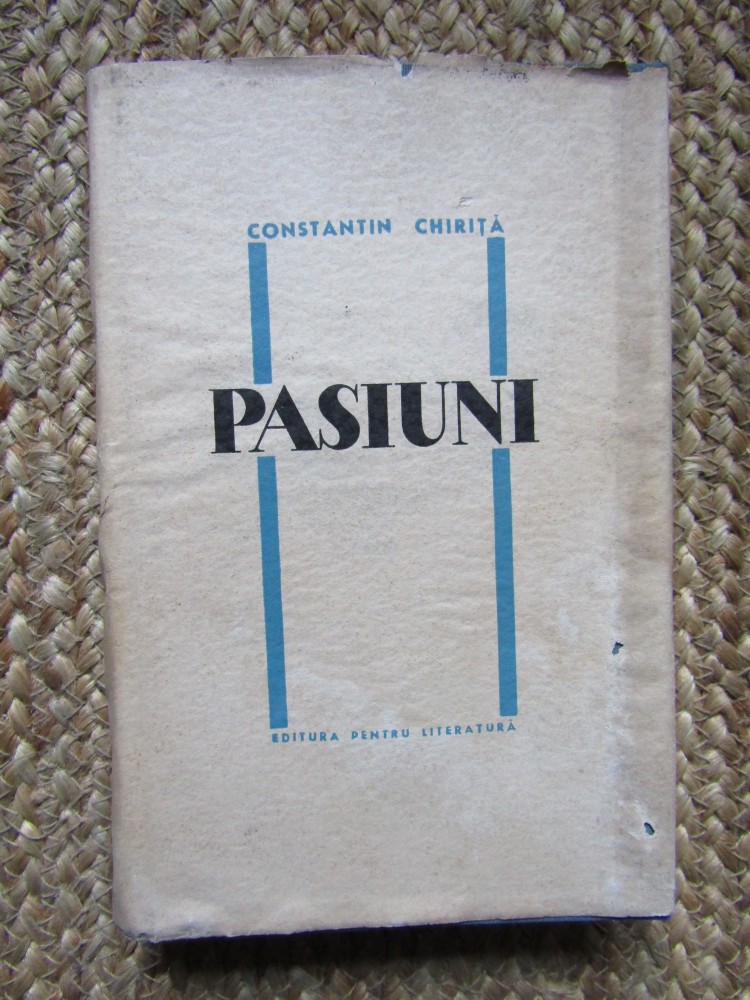 CONSTANTIN CHIRIȚĂ
PASIUNI
EDITURA PENTRU LITERATURĂ